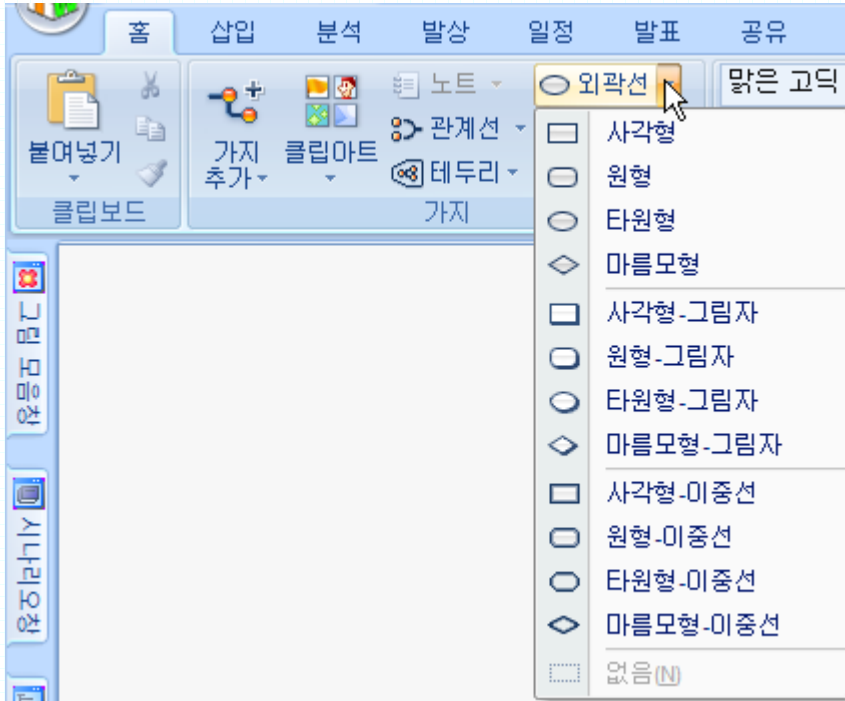 홈 삽입 분석 발상 일정 발표 공유
붙여넣기
클립보드
가지
추가
클립아트
노트
관계선
테두리
가지
외곽선
맑은 고딕
사각형
원형
타원형
마름모형
사각형-그림자
원형-그림자
타원형-그림자
마름모형-그림자
사각형-이중선
원형-이중선
타원형-이중선
마름모형-이중선
없음(N)
그림 모음창
시나리오창